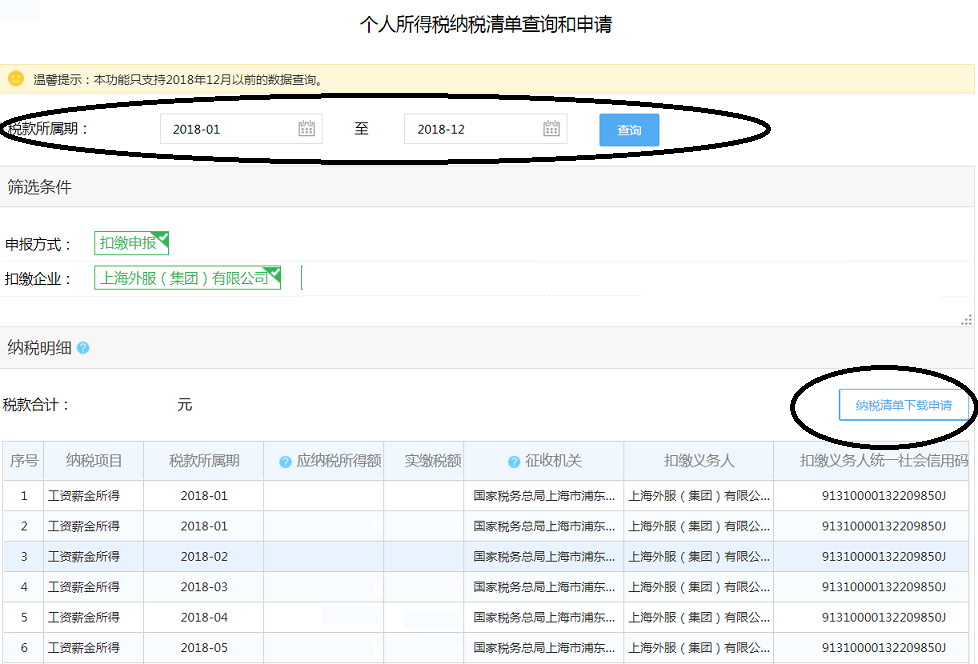 个人所得税纳税清单查询和申请
温馨提示：本功能只支持2018年12月以前的数据查询。
税款所属期： 2018-01 至 2018-12 查询
筛选条件
申报方式： 扣缴申报
扣缴企业： 上海外服（集团）有限公司
纳税明细 ?
税款合计： 元 纳税清单下载申请
序号 纳税项目 税款所属期 ? 应纳税所得额 实缴税额 ? 征收机关 扣缴义务人 扣缴义务人统一社会信用码
1 工资薪金所得 2018-01 国家税务总局上海市浦东... 上海外服（集团）有限公... 91310000132209850J
2 工资薪金所得 2018-01 国家税务总局上海市浦东... 上海外服（集团）有限公... 91310000132209850J
3 工资薪金所得 2018-02 国家税务总局上海市浦东... 上海外服（集团）有限公... 91310000132209850J
4 工资薪金所得 2018-03 国家税务总局上海市浦东... 上海外服（集团）有限公... 91310000132209850J
5 工资薪金所得 2018-04 国家税务总局上海市浦东... 上海外服（集团）有限公... 91310000132209850J
6 工资薪金所得 2018-05 国家税务总局上海市浦东... 上海外服（集团）有限公... 91310000132209850J